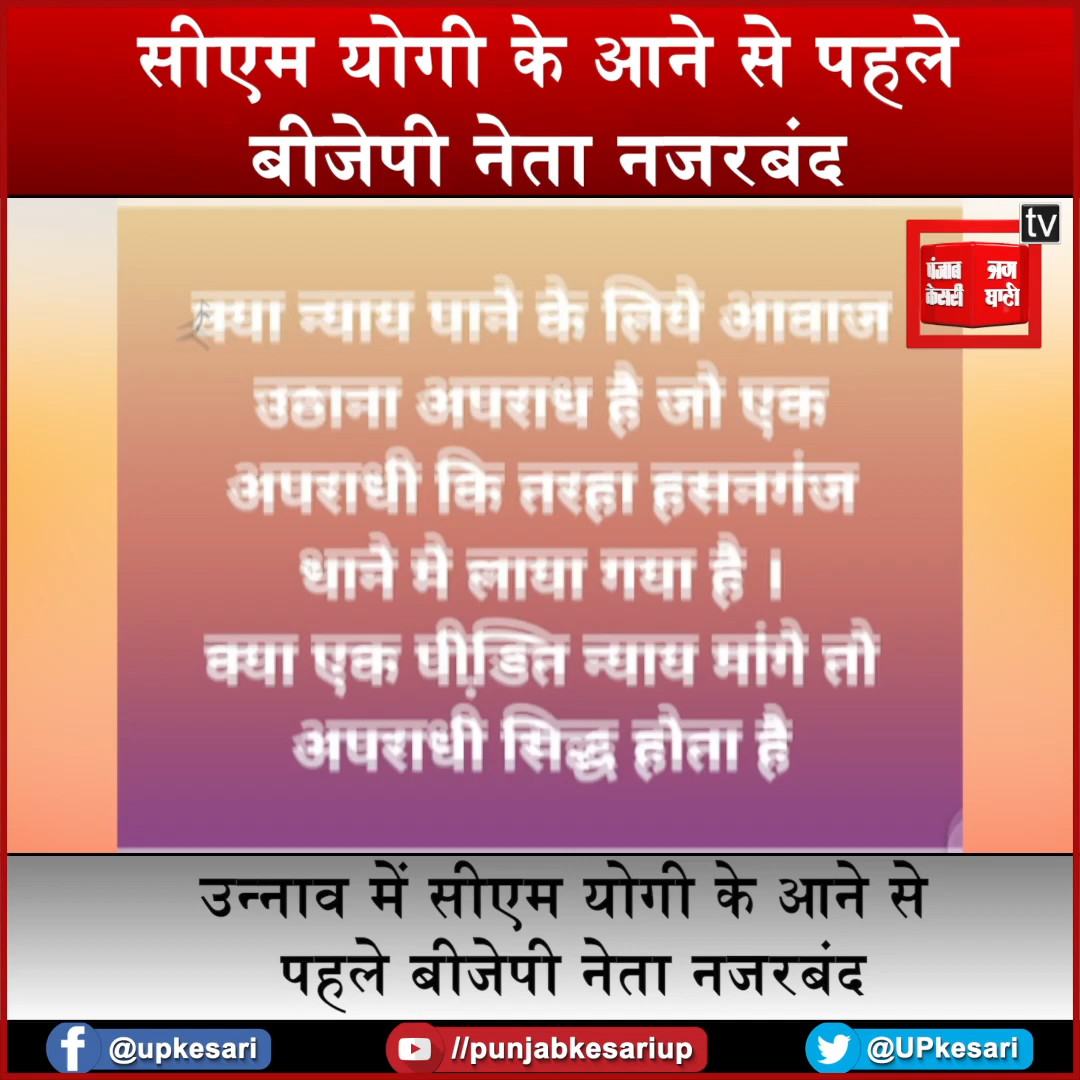 सीएम योगी के आने से पहले
बीजेपी नेता नजरबंद
tv
पंजाब
केसरी
क्या न्याय पाने के लिये आवाज
उठाना अपराध है जो एक
अपराधी कि तरहा हसनगंज
थाने मे लाया गया है ।
क्या एक पीड़ित न्याय मांगे तो
अपराधी सिद्ध होता है
उन्नाव में सीएम योगी के आने से
पहले बीजेपी नेता नजरबंद
@upkesari
//punjabkesariup
@UPkesari